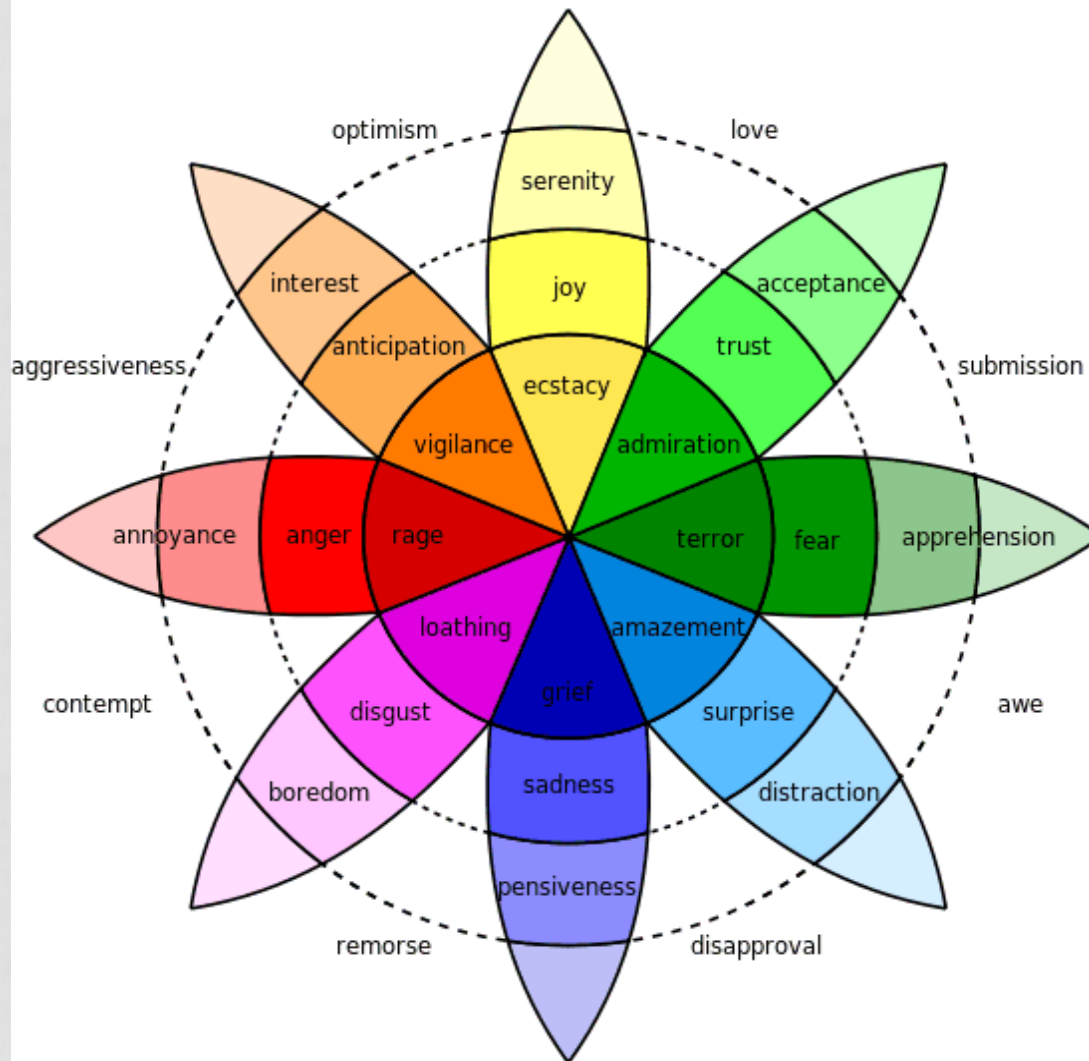 optimism
love
serenity
interest
acceptance
joy
anticipation
trust
aggressiveness
submission
ecstacy
vigilance
admiration
annoyance
anger
rage
terror
fear
apprehension
loathing
amazement
grief
contempt
disgust
surprise
awe
sadness
boredom
distraction
pensiveness
remorse
disapproval